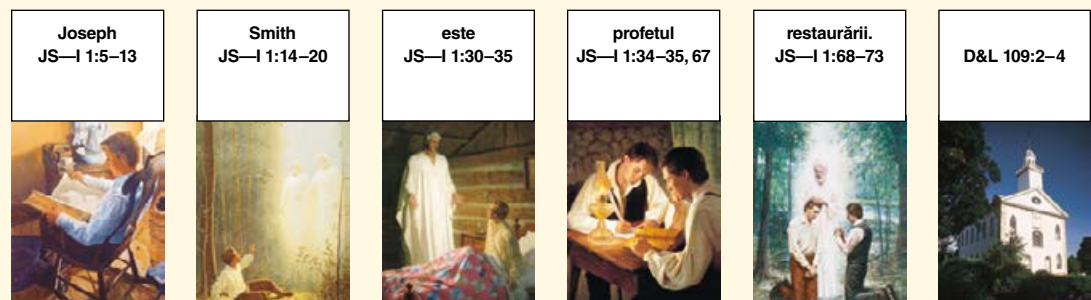 Joseph
JS—I 1:5–13
Smith
JS—I 1:14–20
este
JS—I 1:30–35
profetul
JS—I 1:34–35, 67
restaurării.
JS—I 1:68–73
D&L 109:2–4